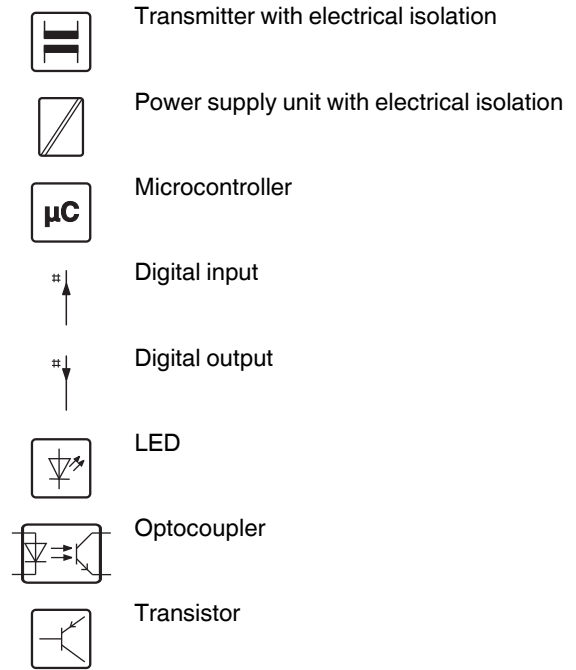 Transmitter with electrical isolation
Power supply unit with electrical isolation
µC Microcontroller
# Digital input
# Digital output
LED
Optocoupler
Transistor